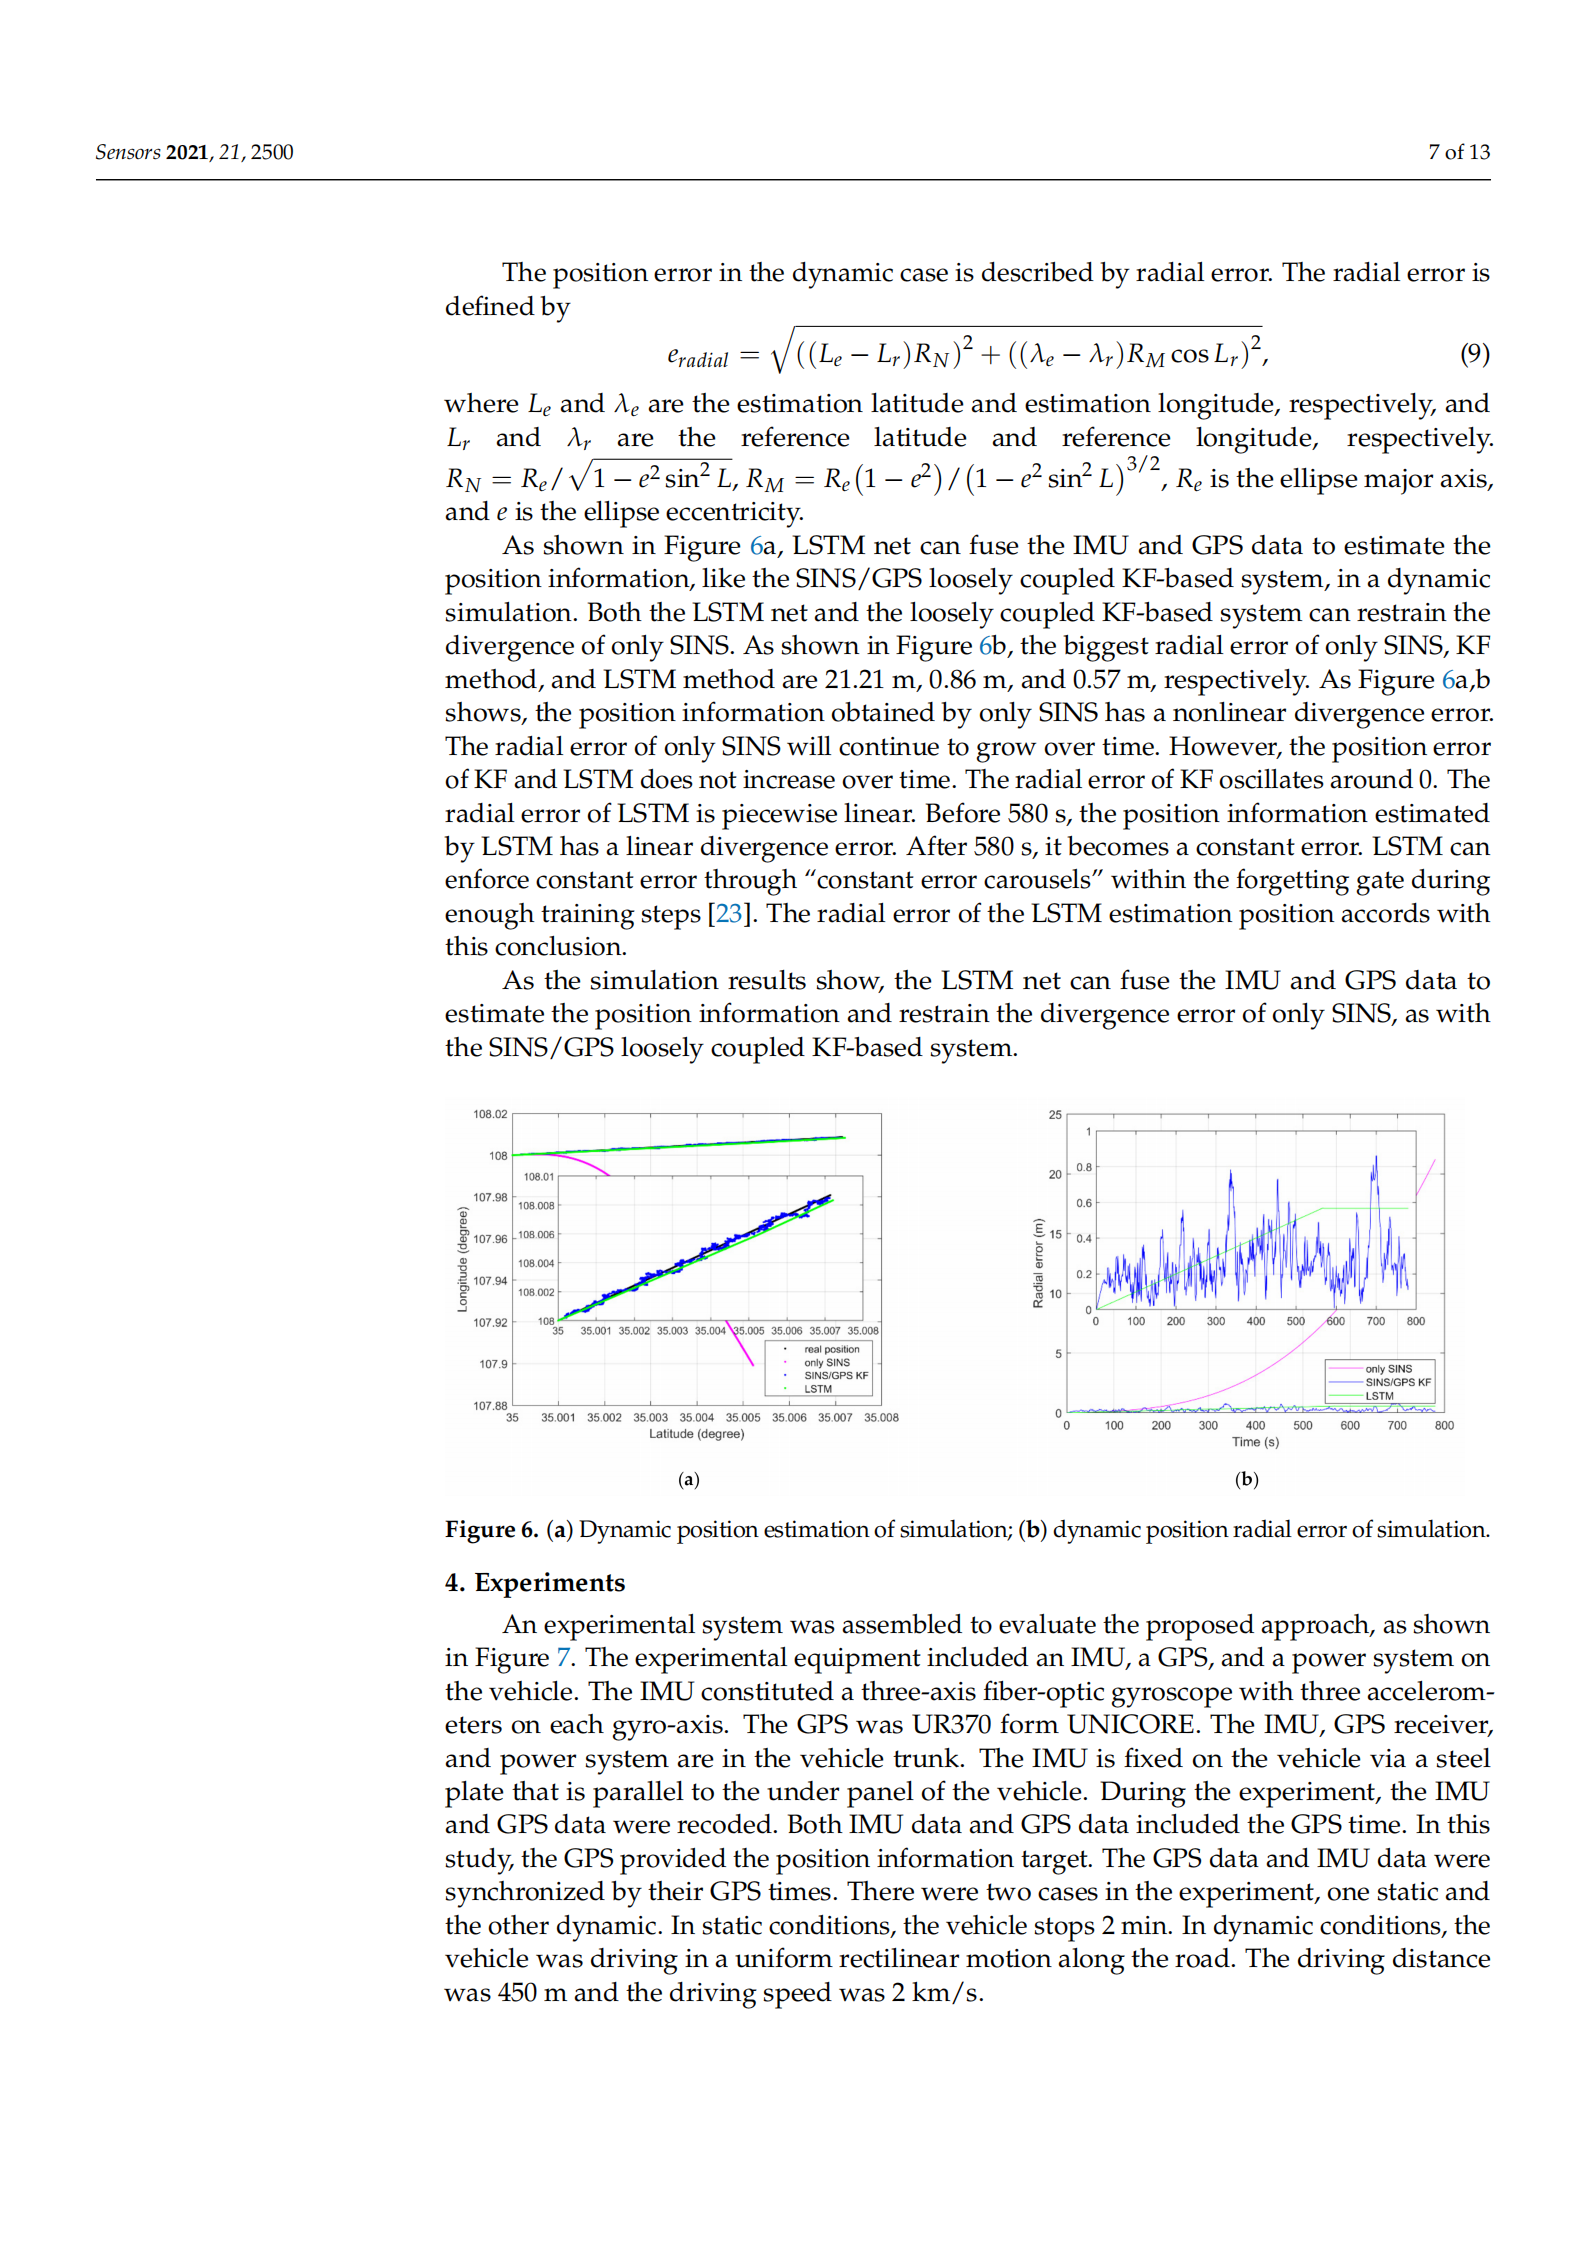 Sensors 2021, 21, 2500
7 of 13
The position error in the dynamic case is described by radial error. The radial error is
defined by
e_radial = √(((L_e − L_r)R_N)² + ((λ_e − λ_r)R_M cos L_r)²), (9)
where L_e and λ_e are the estimation latitude and estimation longitude, respectively, and
L_r and λ_r are the reference latitude and reference longitude, respectively.
R_N = R_e/√(1 − e² sin² L), R_M = R_e(1 − e²)/(1 − e² sin² L)^3/2, R_e is the ellipse major axis,
and e is the ellipse eccentricity.
As shown in Figure 6a, LSTM net can fuse the IMU and GPS data to estimate the
position information, like the SINS/GPS loosely coupled KF-based system, in a dynamic
simulation. Both the LSTM net and the loosely coupled KF-based system can restrain the
divergence of only SINS. As shown in Figure 6b, the biggest radial error of only SINS, KF
method, and LSTM method are 21.21 m, 0.86 m, and 0.57 m, respectively. As Figure 6a,b
shows, the position information obtained by only SINS has a nonlinear divergence error.
The radial error of only SINS will continue to grow over time. However, the position error
of KF and LSTM does not increase over time. The radial error of KF oscillates around 0. The
radial error of LSTM is piecewise linear. Before 580 s, the position information estimated
by LSTM has a linear divergence error. After 580 s, it becomes a constant error. LSTM can
enforce constant error through “constant error carousels” within the forgetting gate during
enough training steps [23]. The radial error of the LSTM estimation position accords with
this conclusion.
As the simulation results show, the LSTM net can fuse the IMU and GPS data to
estimate the position information and restrain the divergence error of only SINS, as with
the SINS/GPS loosely coupled KF-based system.
108.02
108
107.98
107.96
107.94
107.92
107.9
107.88
Longitude (degree)
108.01
108.008
108.006
108.004
108.002
108
35 35.001 35.002 35.003 35.004 35.005 35.006 35.007 35.008
real position
only SINS
SINS/GPS KF
LSTM
35 35.001 35.002 35.003 35.004 35.005 35.006 35.007 35.008
Latitude (degree)
(a)
25
20
15
10
5
0
Radial error (m)
1
0.8
0.6
0.4
0.2
0
0 100 200 300 400 500 600 700 800
only SINS
SINS/GPS KF
LSTM
0 100 200 300 400 500 600 700 800
Time (s)
(b)
Figure 6. (a) Dynamic position estimation of simulation; (b) dynamic position radial error of simulation.
4. Experiments
An experimental system was assembled to evaluate the proposed approach, as shown
in Figure 7. The experimental equipment included an IMU, a GPS, and a power system on
the vehicle. The IMU constituted a three-axis fiber-optic gyroscope with three accelerom-
eters on each gyro-axis. The GPS was UR370 form UNICORE. The IMU, GPS receiver,
and power system are in the vehicle trunk. The IMU is fixed on the vehicle via a steel
plate that is parallel to the under panel of the vehicle. During the experiment, the IMU
and GPS data were recoded. Both IMU data and GPS data included the GPS time. In this
study, the GPS provided the position information target. The GPS data and IMU data were
synchronized by their GPS times. There were two cases in the experiment, one static and
the other dynamic. In static conditions, the vehicle stops 2 min. In dynamic conditions, the
vehicle was driving in a uniform rectilinear motion along the road. The driving distance
was 450 m and the driving speed was 2 km/s.